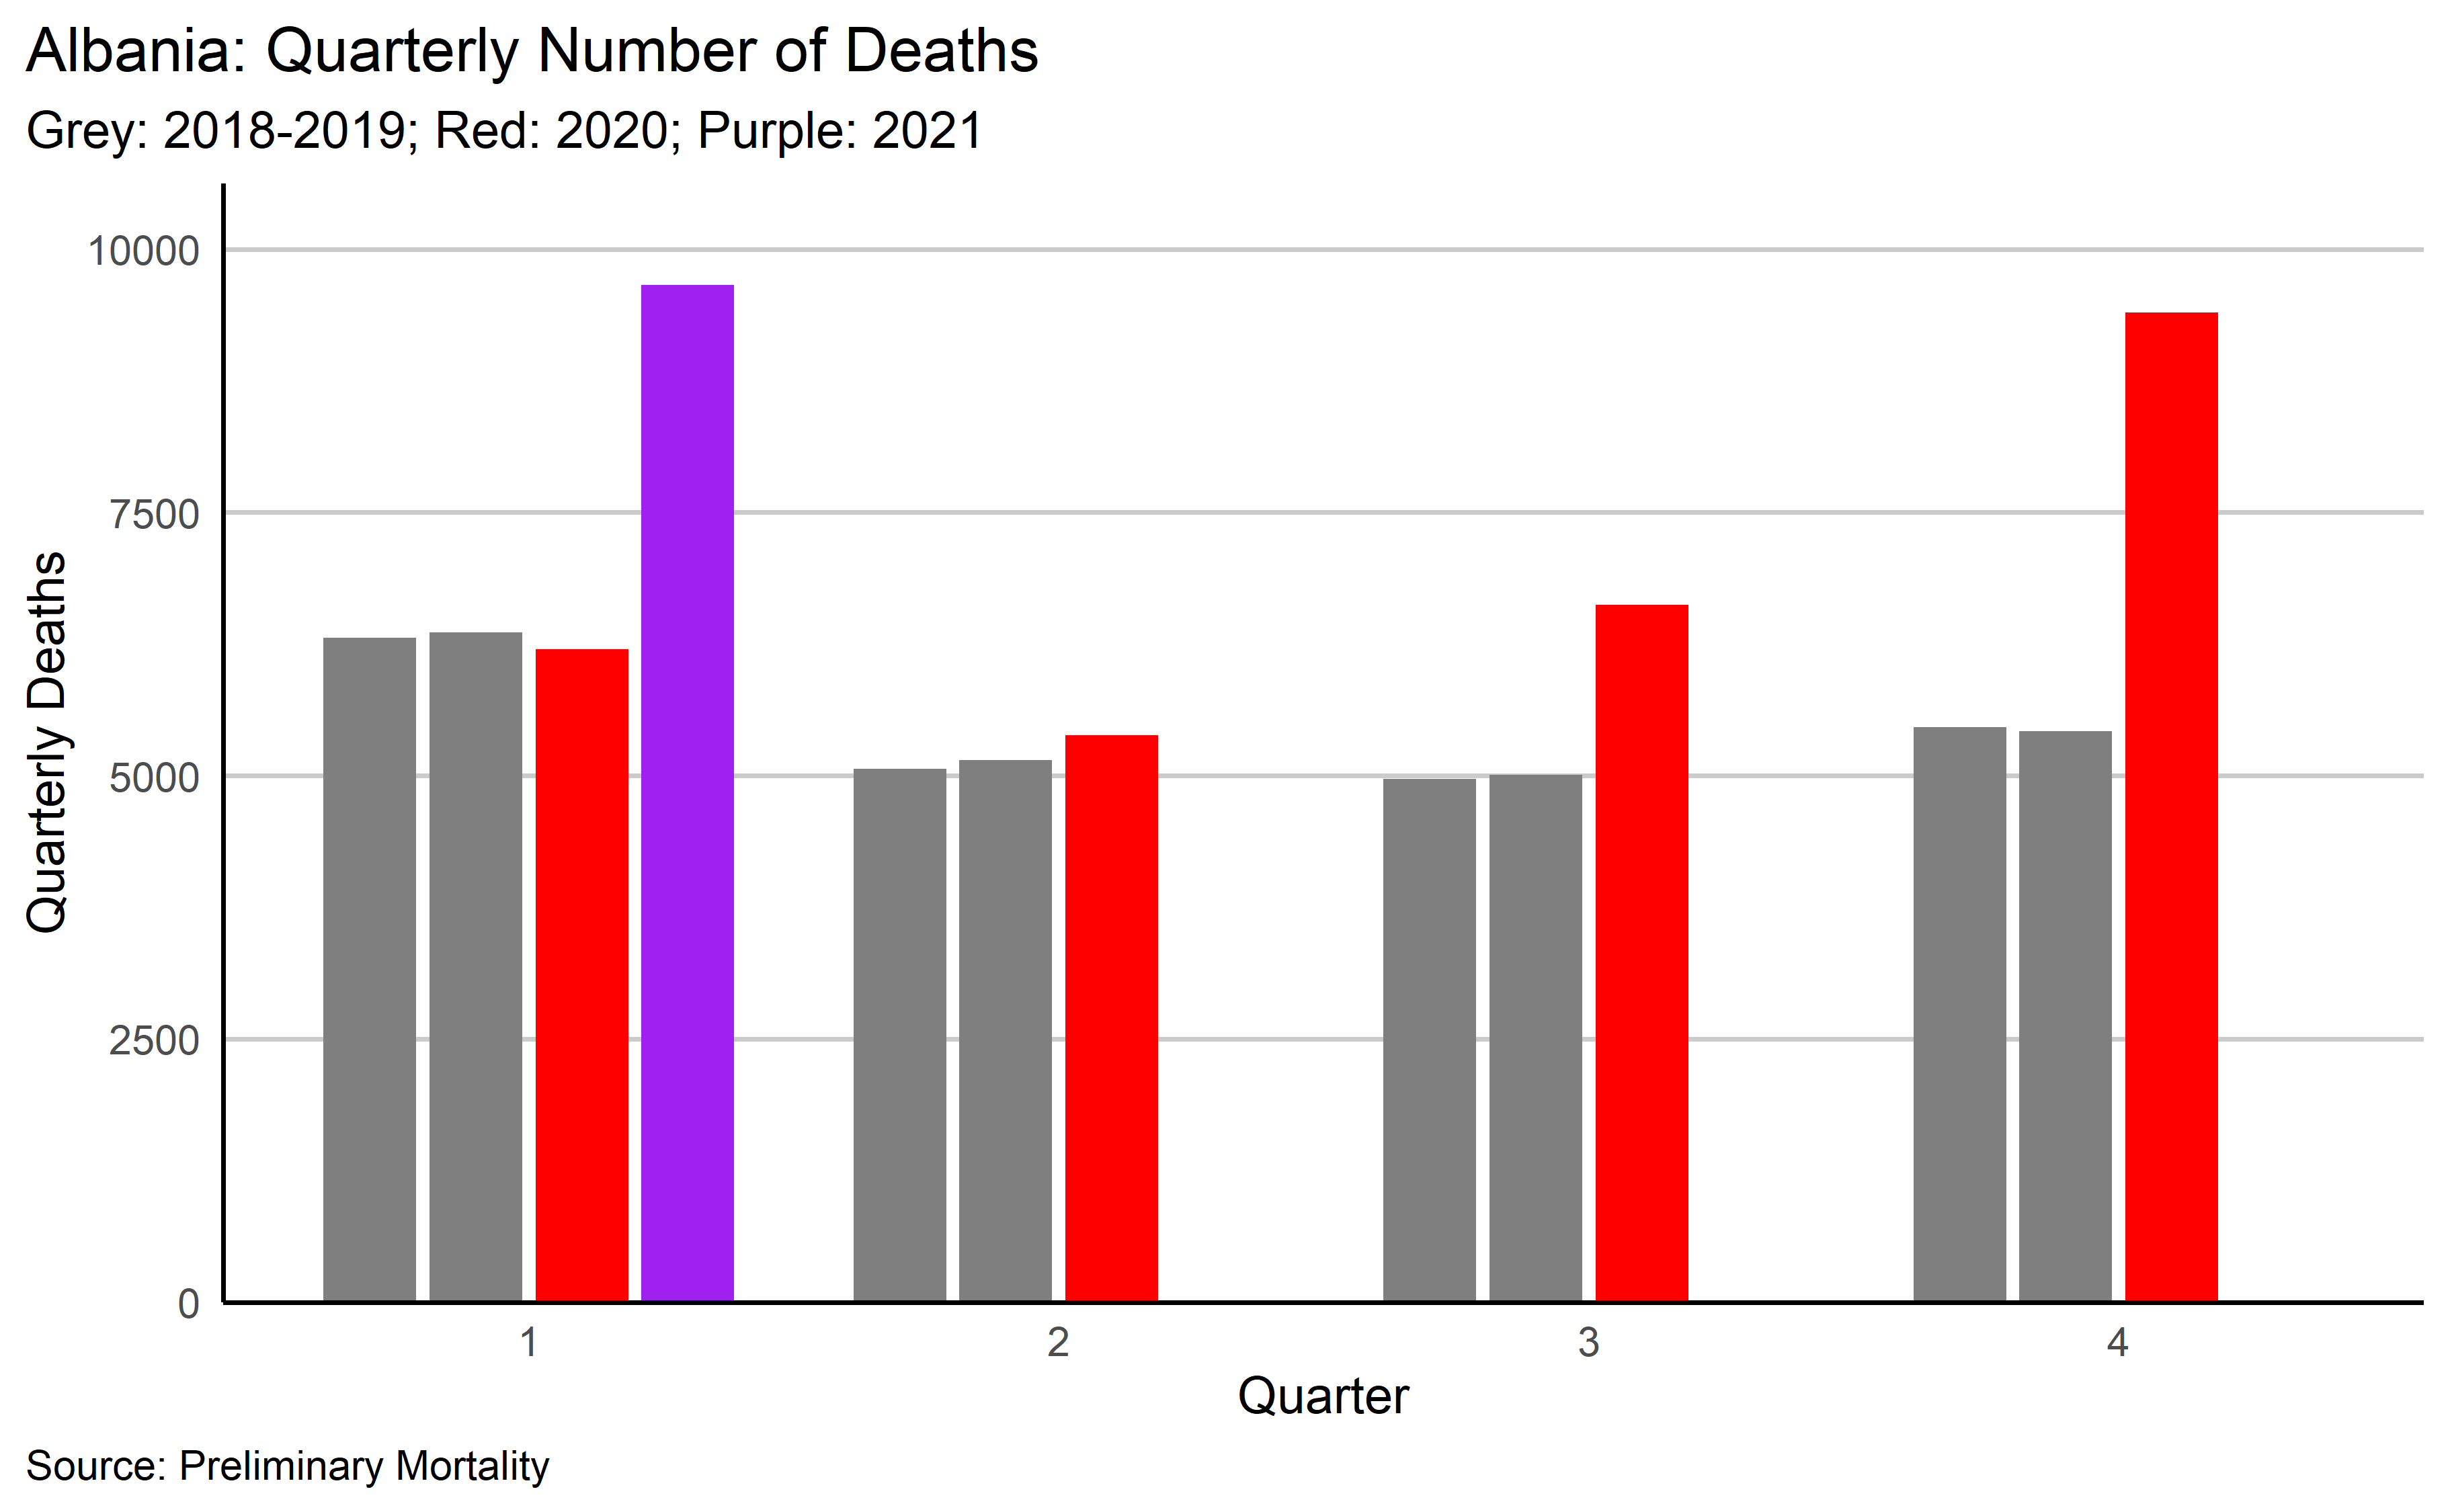 Albania: Quarterly Number of Deaths
Grey: 2018-2019; Red: 2020; Purple: 2021
10000
7500
5000
2500
0
Quarterly Deaths
1 2 3 4
Quarter
Source: Preliminary Mortality